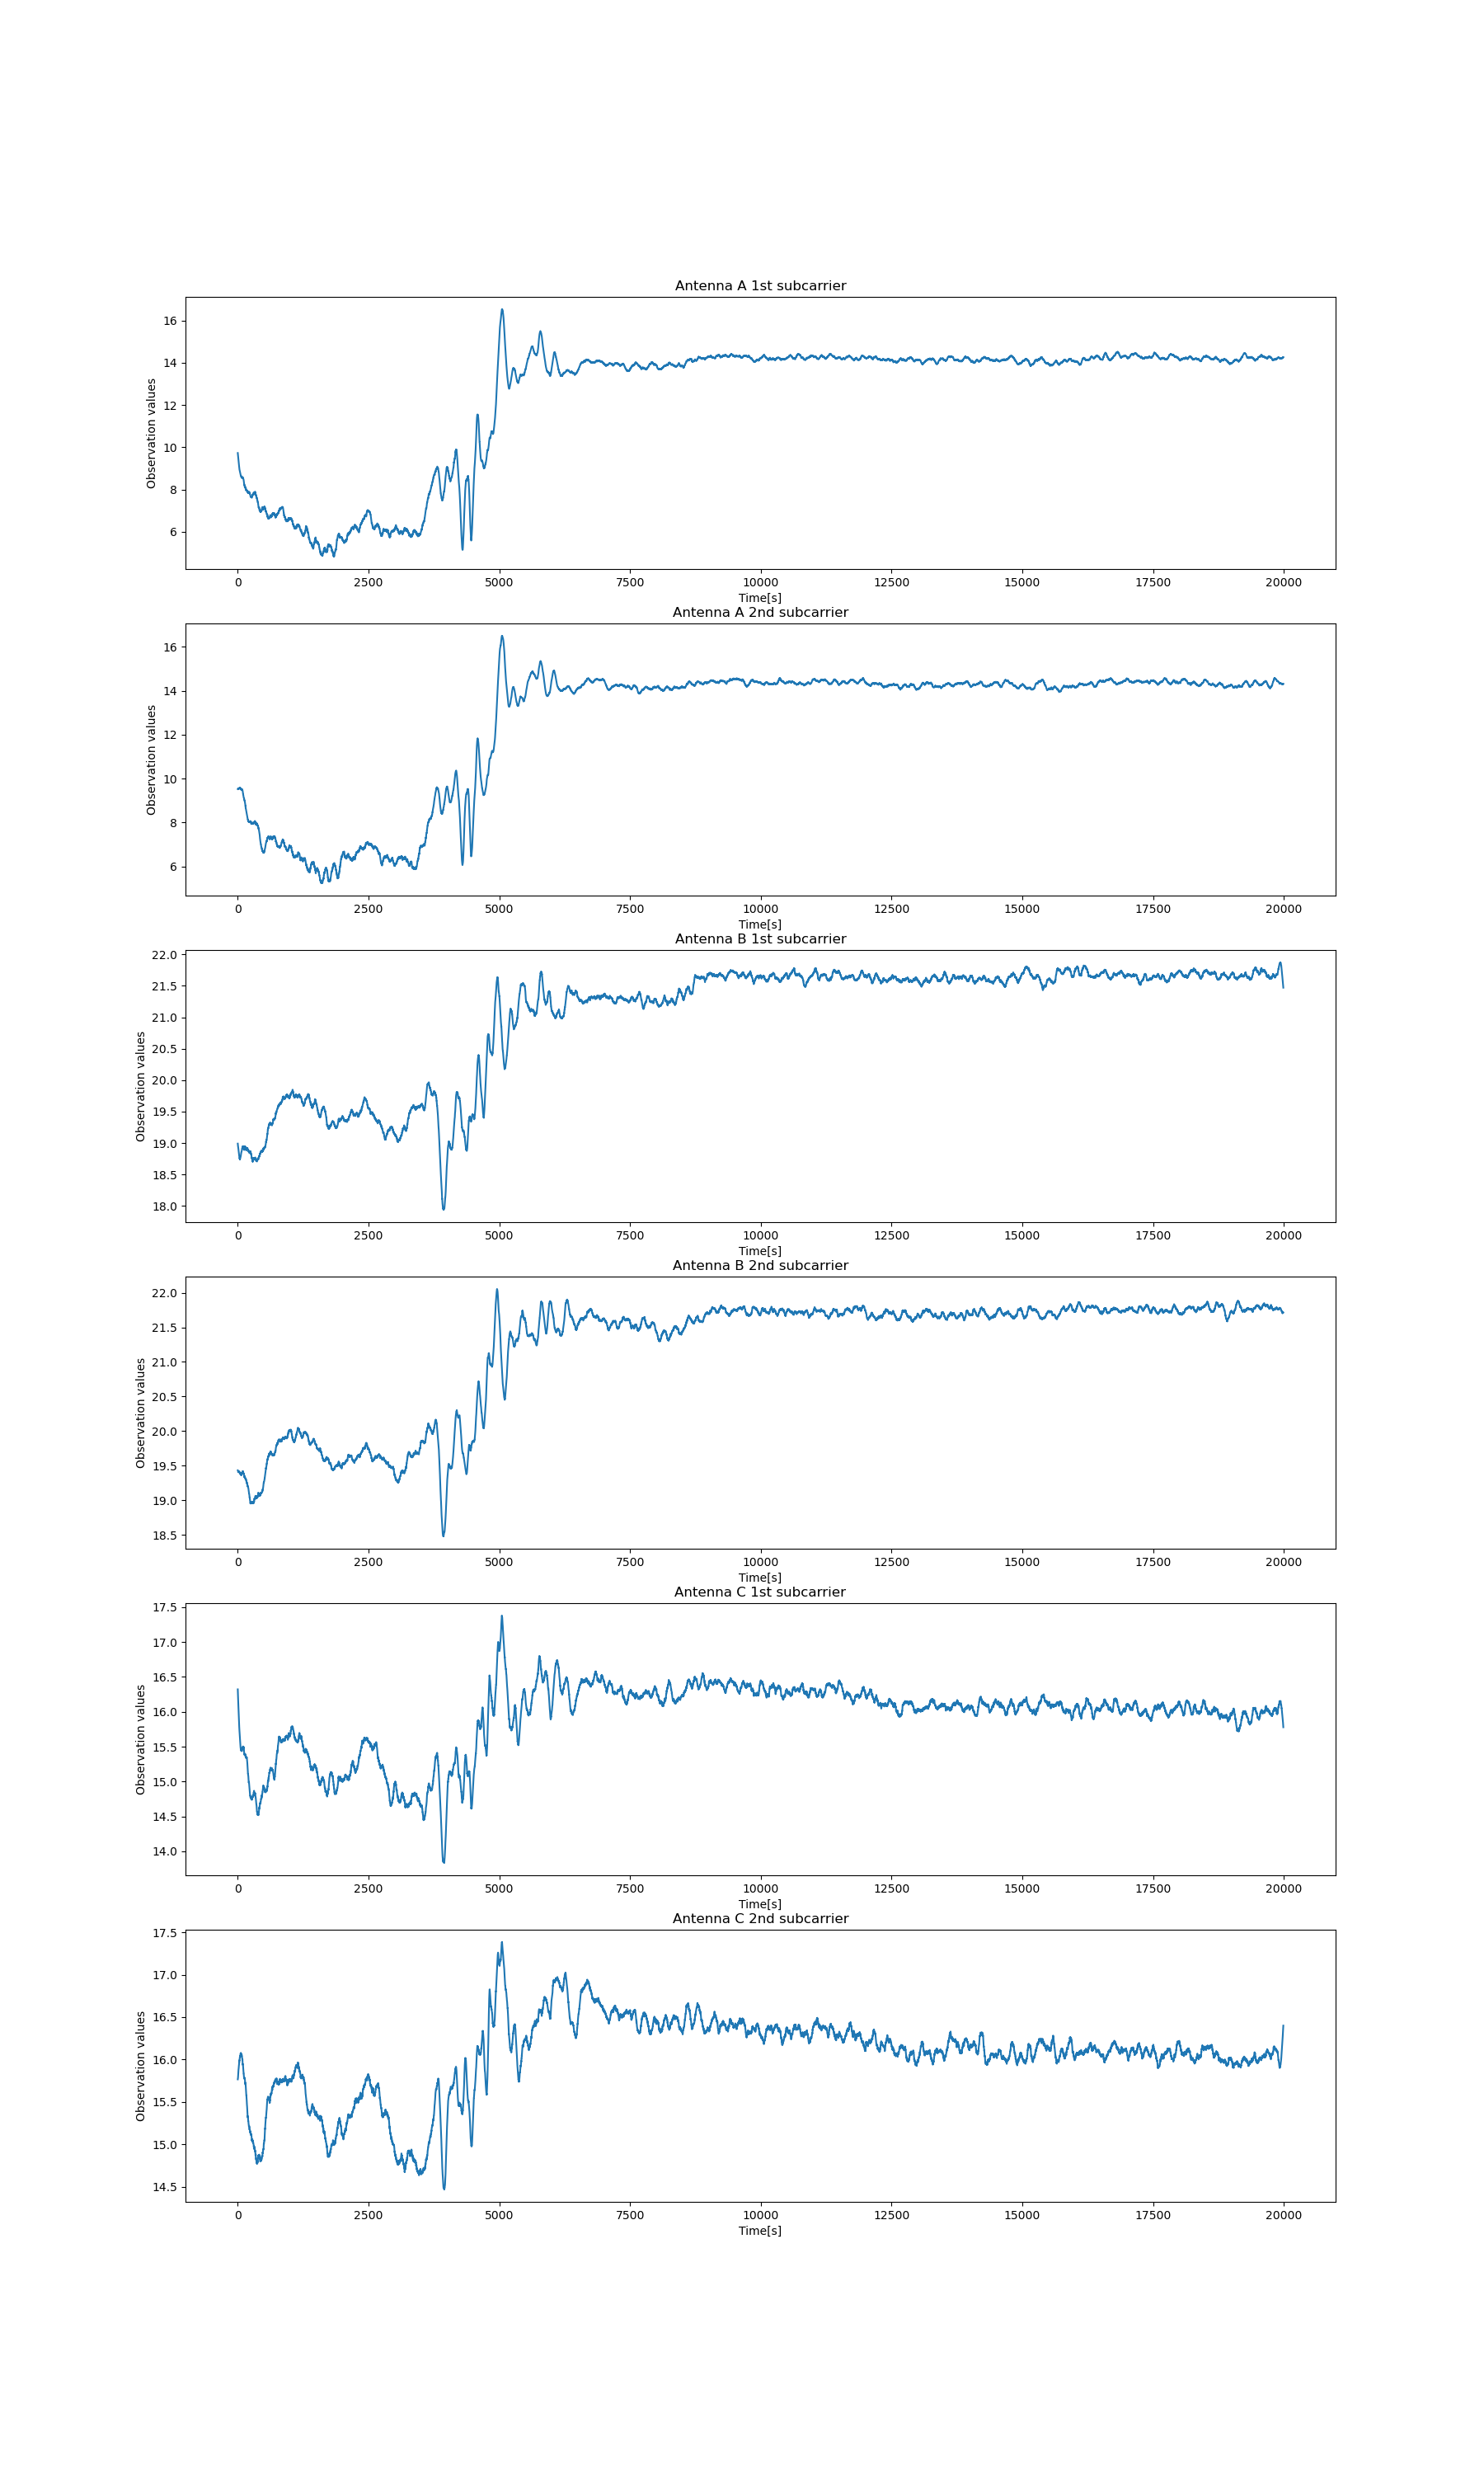 Antenna A 1st subcarrier
16
14
12
10
8
6
Observation values
0 2500 5000 7500 10000 12500 15000 17500 20000
Time[s]
Antenna A 2nd subcarrier
16
14
12
10
8
6
Observation values
0 2500 5000 7500 10000 12500 15000 17500 20000
Time[s]
Antenna B 1st subcarrier
22.0
21.5
21.0
20.5
20.0
19.5
19.0
18.5
18.0
Observation values
0 2500 5000 7500 10000 12500 15000 17500 20000
Time[s]
Antenna B 2nd subcarrier
22.0
21.5
21.0
20.5
20.0
19.5
19.0
18.5
Observation values
0 2500 5000 7500 10000 12500 15000 17500 20000
Time[s]
Antenna C 1st subcarrier
17.5
17.0
16.5
16.0
15.5
15.0
14.5
14.0
Observation values
0 2500 5000 7500 10000 12500 15000 17500 20000
Time[s]
Antenna C 2nd subcarrier
17.5
17.0
16.5
16.0
15.5
15.0
14.5
Observation values
0 2500 5000 7500 10000 12500 15000 17500 20000
Time[s]